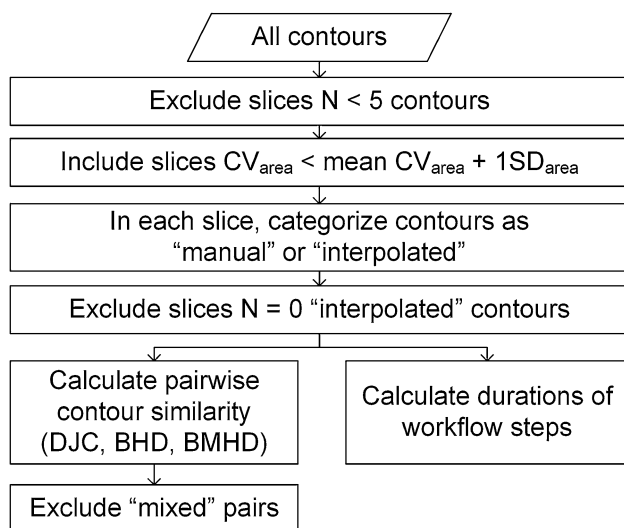 All contours
Exclude slices N < 5 contours
Include slices CVarea < mean CVarea + 1SDarea
In each slice, categorize contours as
“manual” or “interpolated”
Exclude slices N = 0 “interpolated” contours
Calculate pairwise
contour similarity
(DJC, BHD, BMHD)
Calculate durations of
workflow steps
Exclude “mixed” pairs